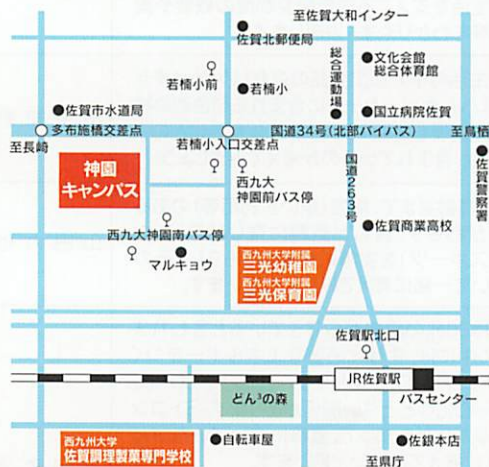 至佐賀大和インター
佐賀北郵便局
若楠小前
総合運動場
文化会館
総合体育館
若楠小
国立病院佐賀
佐賀市水道局
多布施橋交差点
若楠小入口交差点
国道34号(北部バイパス)
至鳥栖
至長崎
神園
キャンパス
西九大
神園前バス停
国道263号
佐賀警察署
西九大神園南バス停
マルキョウ
佐賀商業高校
西九州大学附属
三光幼稚園
西九州大学附属
三光保育園
佐賀駅北口
JR佐賀駅
バスセンター
どん³の森
西九州大学
佐賀調理製菓専門学校
自転車屋
佐銀本店
至県庁